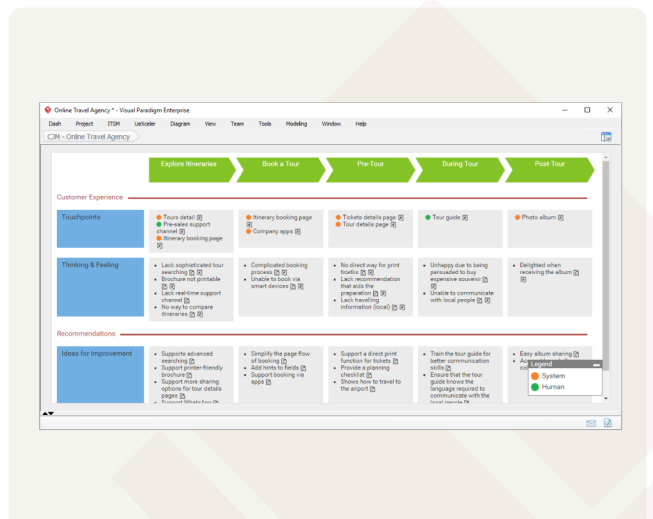 Online Travel Agency * - Visual Paradigm Enterprise
Dash Project ITSM UeXceler Diagram View Team Tools Modeling Window Help
CJM - Online Travel Agency
Explore Itineraries
Book a Tour
Pre-Tour
During Tour
Post-Tour
Customer Experience
Touchpoints
Tours detail
Pre-sales support
channel
Itinerary booking page
Itinerary booking page
Company apps
Tickets details page
Tour details page
Tour guide
Photo album
Thinking & Feeling
Lack sophisticated tour
searching
Brochure not printable
Lack real-time support
channel
No way to compare
itineraries
Complicated booking
process
Unable to book via
smart devices
No direct way for print
ticetks
Lack recommendation
that aids the
preparation
Lack travelling
information (local)
Unhappy due to being
persuaded to buy
expensive souvenir
Unable to communicate
with local people
Delighted when
receiving the album
Recommendations
Ideas for Improvement
Supports advanced
searching
Support printer-friendly
brochure
Support more sharing
options for tour details
pages
Support WhatsApp
Simplify the page flow
of booking
Add hints to fields
Support booking via
apps
Support a direct print
function for tickets
Provide a planning
checklist
Shows how to travel to
the airport
Train the tour guide for
better communication
skills
Ensure that the tour
guide knows the
language required to
communicate with the
local people
Easy album sharing
Legend
System
Human